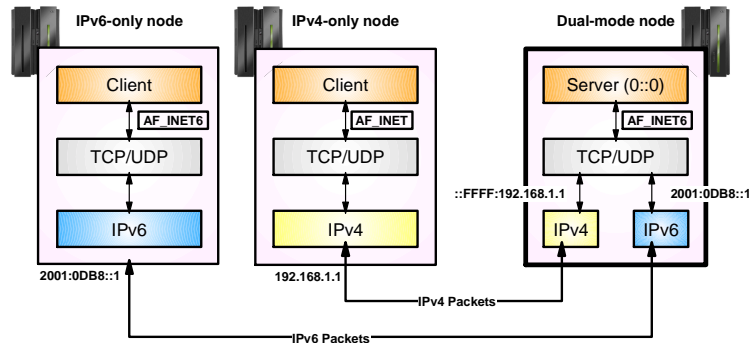 IPv6-only node
IPv4-only node
Dual-mode node
Client
Client
Server (0::0)
AF_INET6
AF_INET
AF_INET6
TCP/UDP
TCP/UDP
TCP/UDP
::FFFF:192.168.1.1
2001:0DB8::1
IPv6
IPv4
IPv4
IPv6
2001:0DB8::1
192.168.1.1
IPv4 Packets
IPv6 Packets